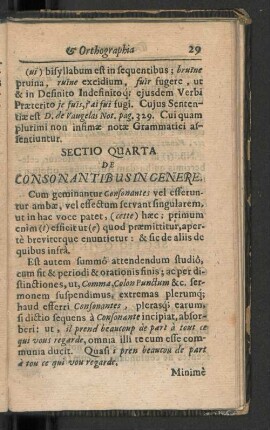 & Orthographia 29
(ui) bisyllabum est in sequentibus; bruine
pruina, ruine exsidium, fuir fugere, ut
& in Definito Indefinitoq; ejusdem Verbi
Præterito je fuis, j'ai fui fugi. Cujus Senten-
tiæ est D. de Vaugelas Not. pag. 329. Cui quam
plurimi non infimæ notæ Grammatici as-
sentiuntur.
SECTIO QUARTA
DE
CONSONANTIBUS IN GENERE.
Cum geminantur Consonantes vel efferun-
tur ambæ, vel effectum servant singularem,
ut in hac voce patet, (cette) hæc: primum
enim (t) efficit ut (e) quod præmittitur, aper-
tè breviterque enuntietur: & sic de aliis de
quibus infrà.
Est autem summô attendendum studiô,
cum sit & periodi & orationis finis; ac per di-
stinctiones, ut, Comma, Colon Punctum &c. ser-
monem suspendimus, extremas plerumq;
haud efferri Consonantes, plerasq; earum,
si dictio sequens à Consonante incipiat, absor-
beri: ut, il prend beaucoup de part à tout ce
qui vous regarde, omnia illi tecum esse com-
munia ducit. Quasi i pren beaucou de part
à tou ce qui vou regarde.
Minimè